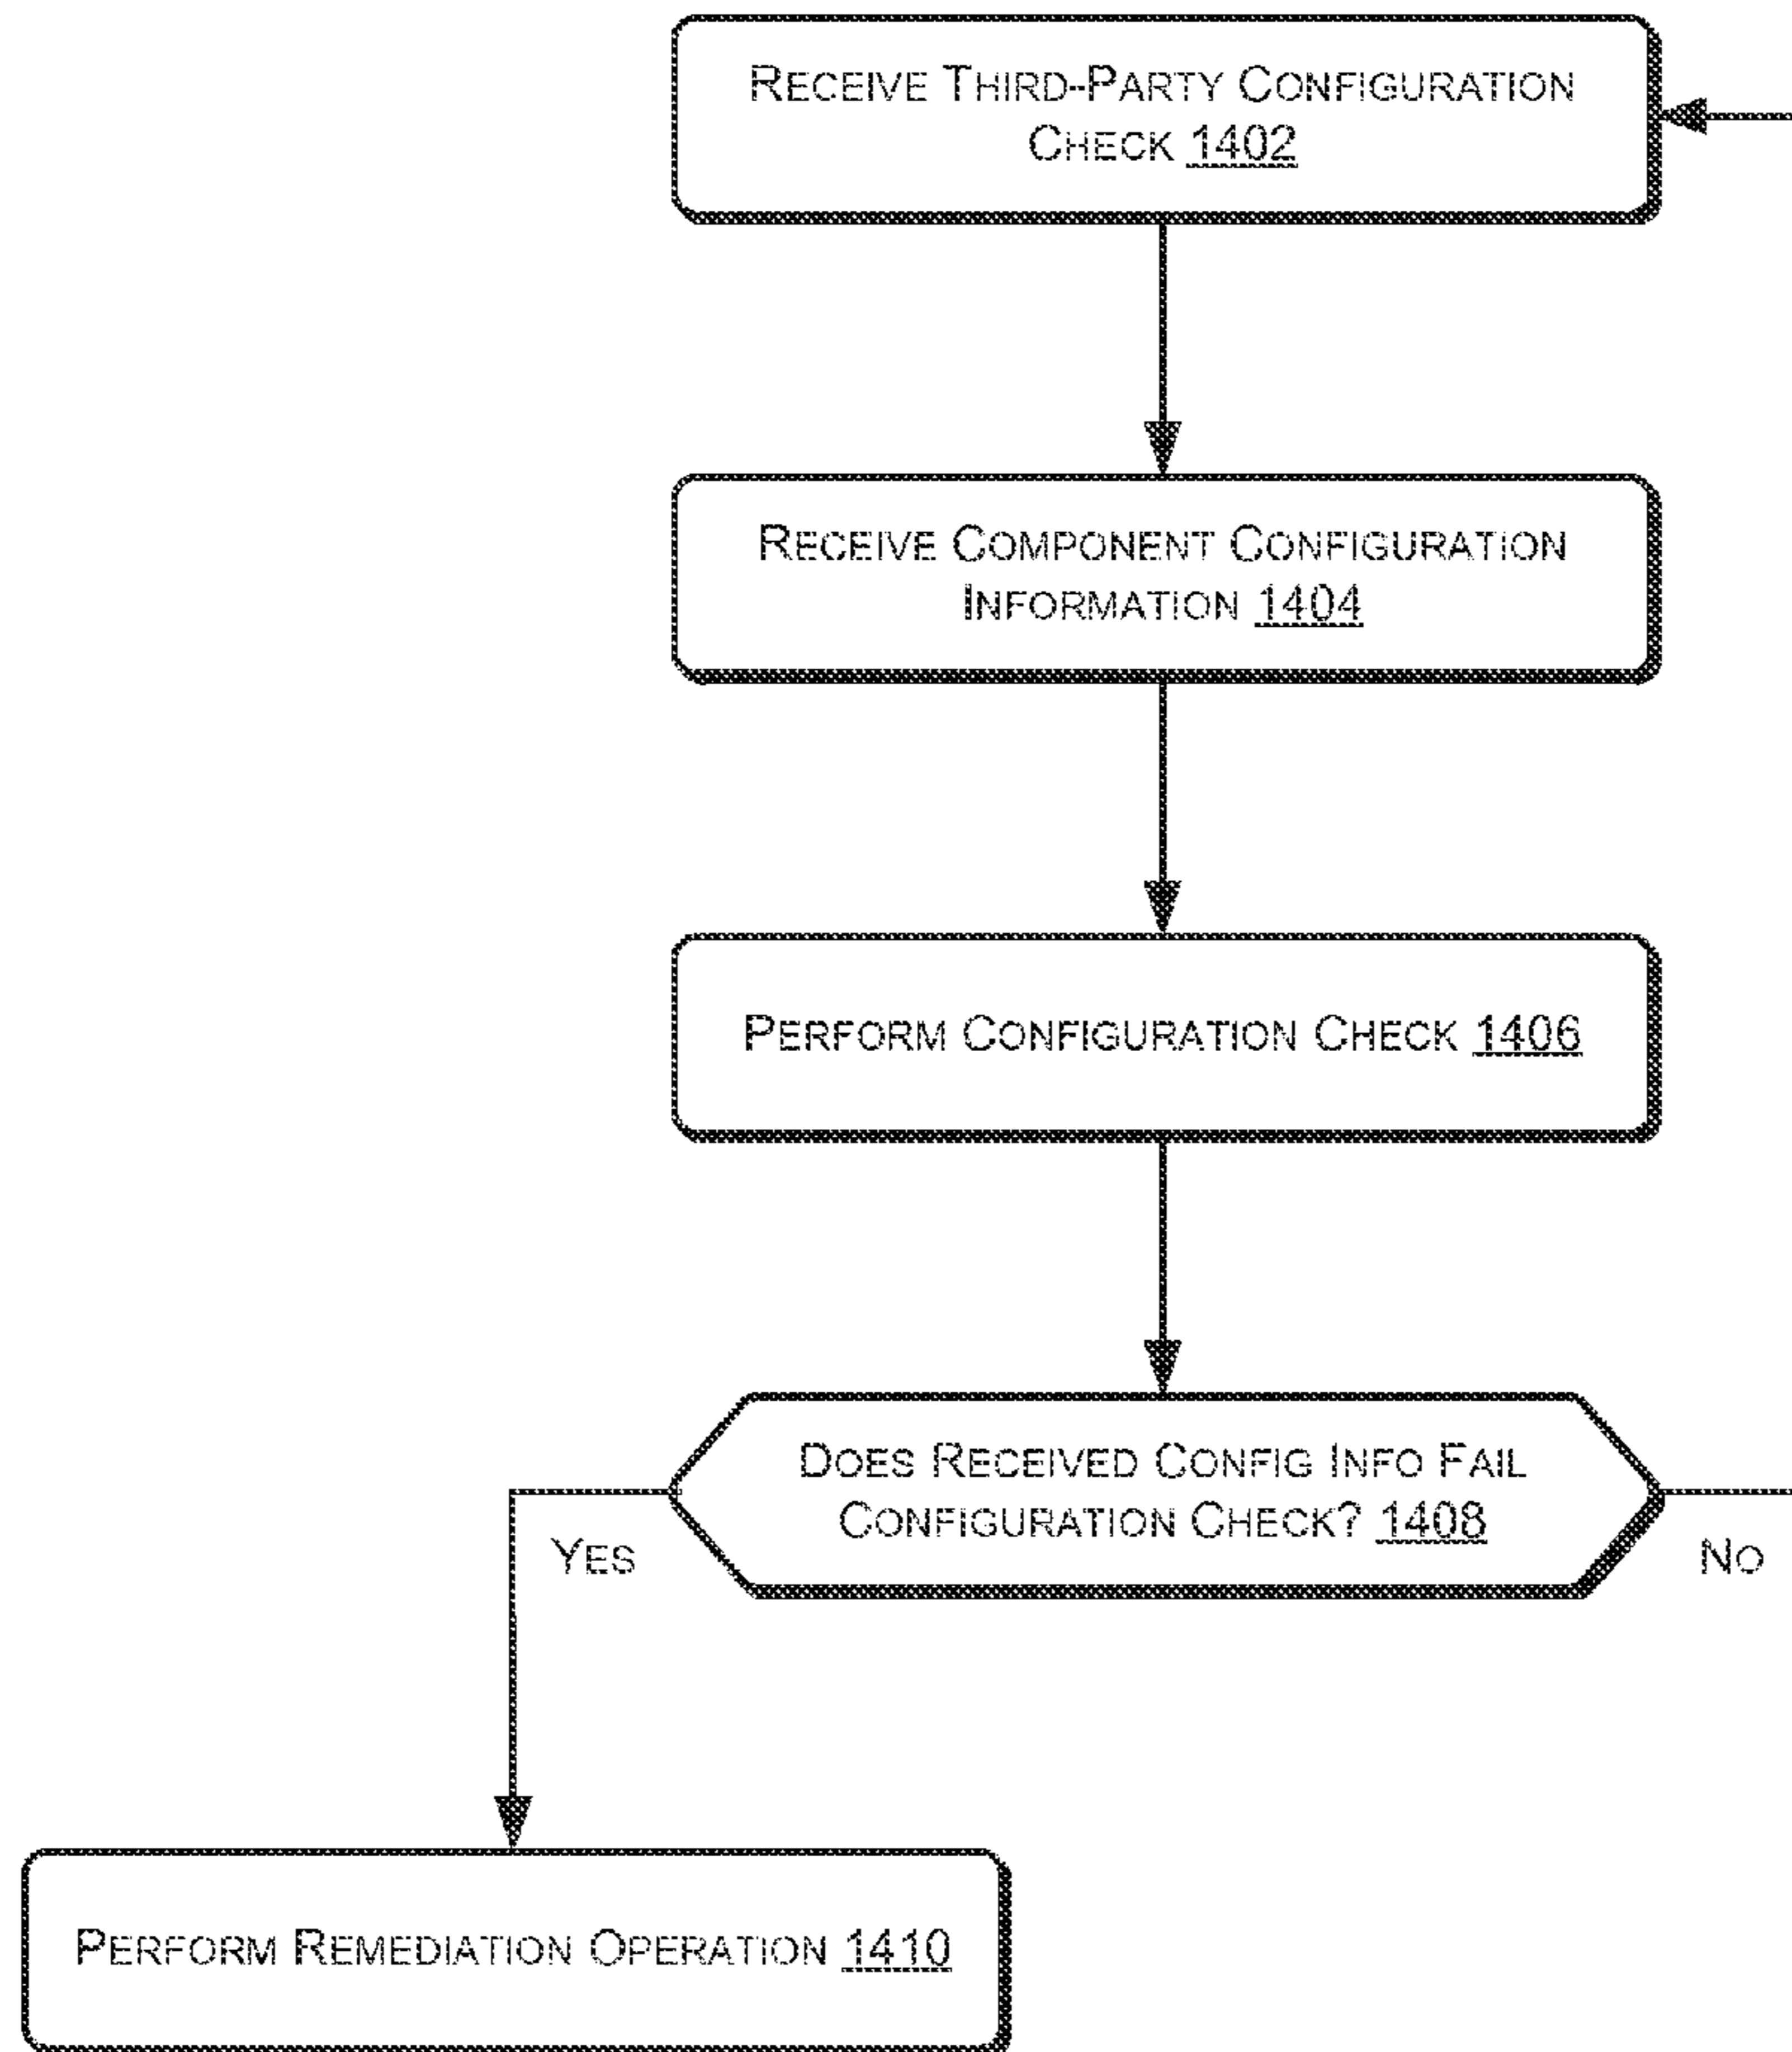 RECEIVE THIRD-PARTY CONFIGURATION
CHECK 1402
RECEIVE COMPONENT CONFIGURATION
INFORMATION 1404
PERFORM CONFIGURATION CHECK 1406
DOES RECEIVED CONFIG INFO FAIL
CONFIGURATION CHECK? 1408
YES
NO
PERFORM REMEDIATION OPERATION 1410